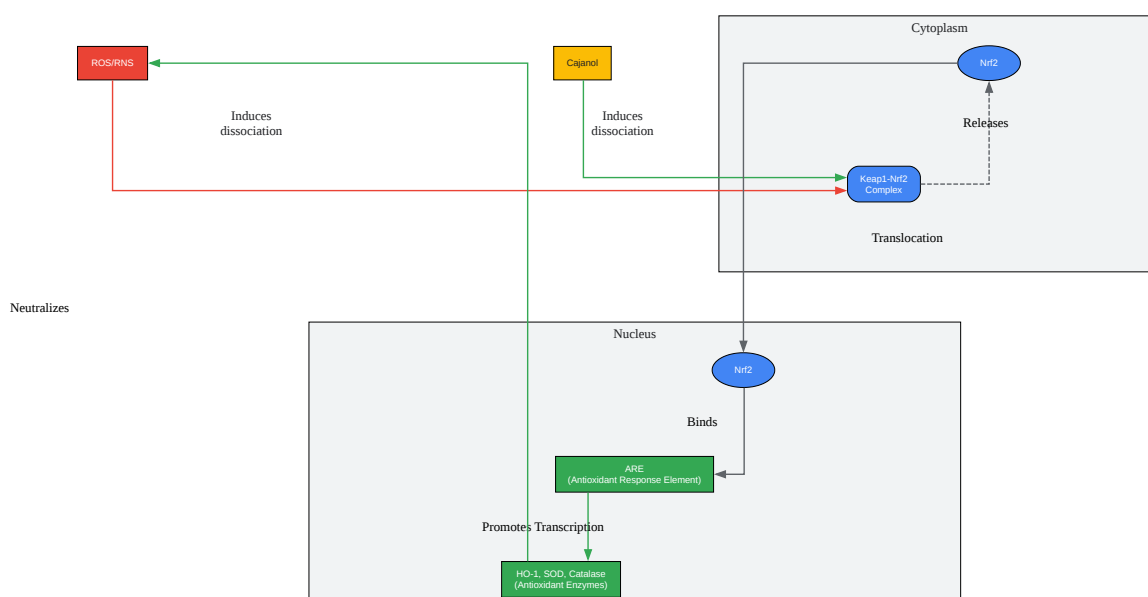 Cytoplasm
ROS/RNS
Cajanol
Nrf2
Induces
dissociation
Induces
dissociation
Releases
Keap1-Nrf2
Complex
Translocation
Neutralizes
Nucleus
Nrf2
Binds
ARE
(Antioxidant Response Element)
Promotes Transcription
HO-1, SOD, Catalase
(Antioxidant Enzymes)